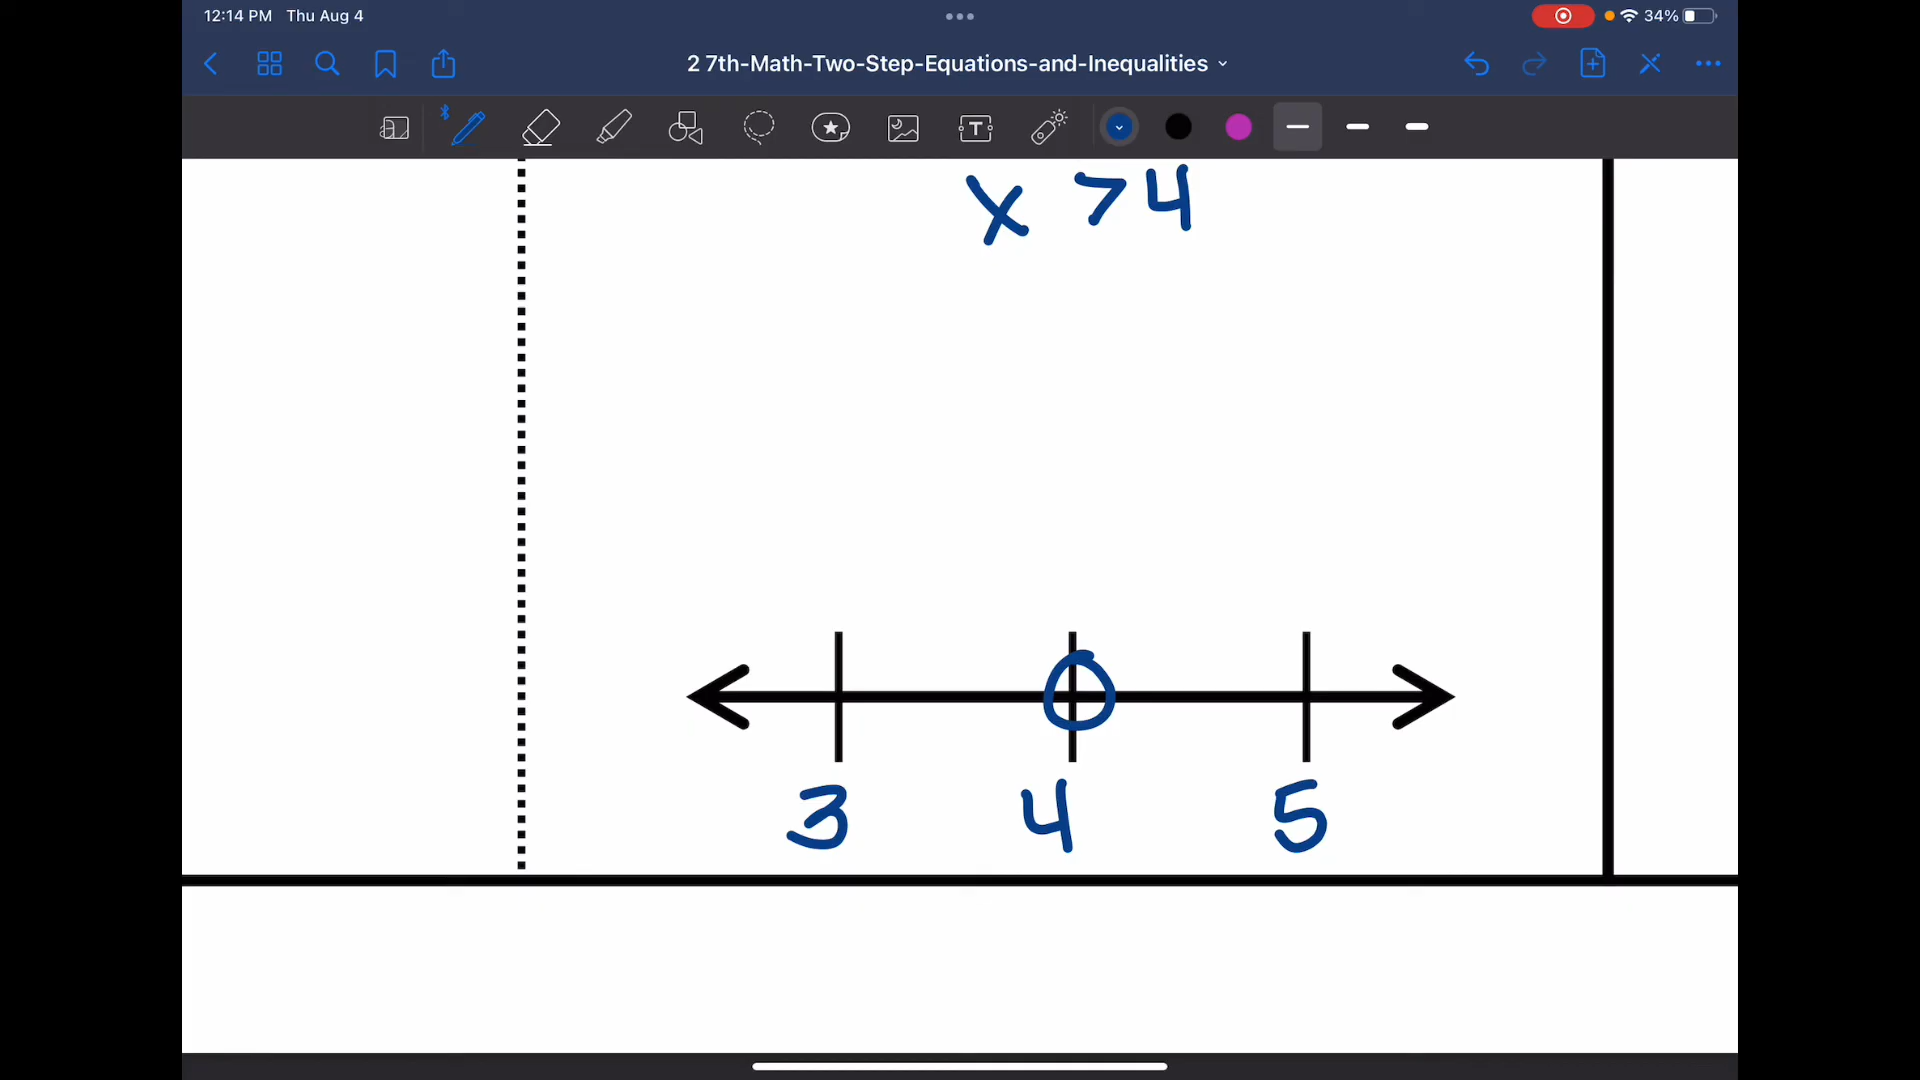 12:14 PM Thu Aug 4
34%
2 7th-Math-Two-Step-Equations-and-Inequalities
T
x > 4
3 4 5